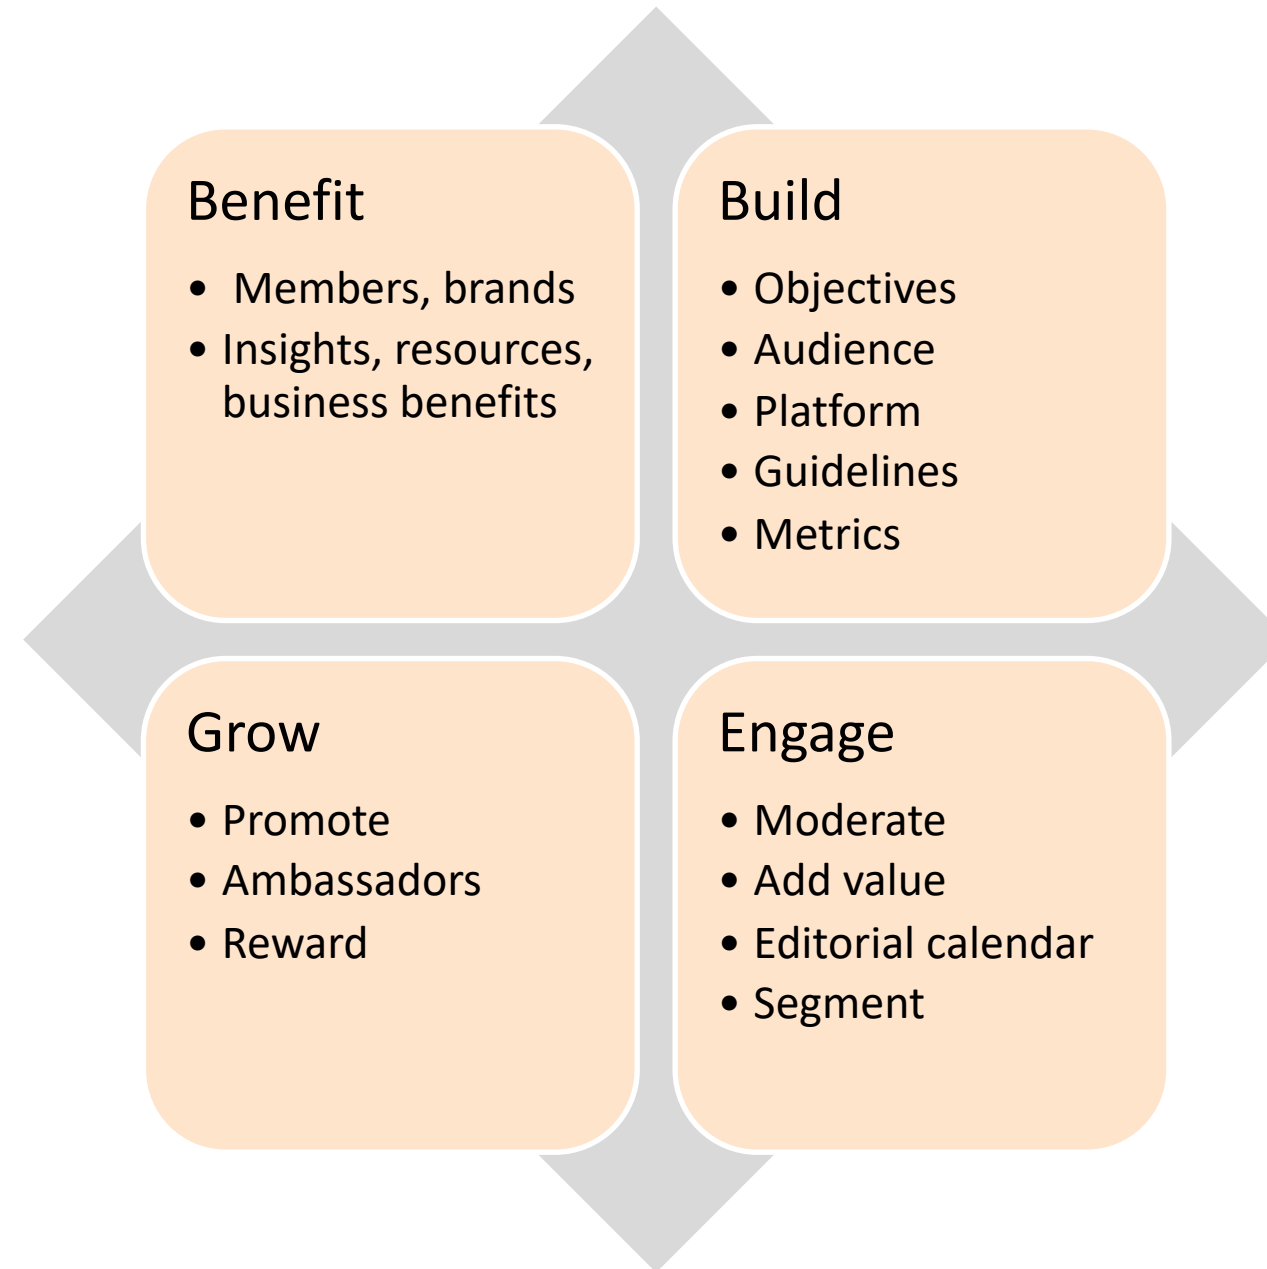 Benefit
• Members, brands
• Insights, resources,
business benefits
Build
• Objectives
• Audience
• Platform
• Guidelines
• Metrics
Grow
• Promote
• Ambassadors
• Reward
Engage
• Moderate
• Add value
• Editorial calendar
• Segment